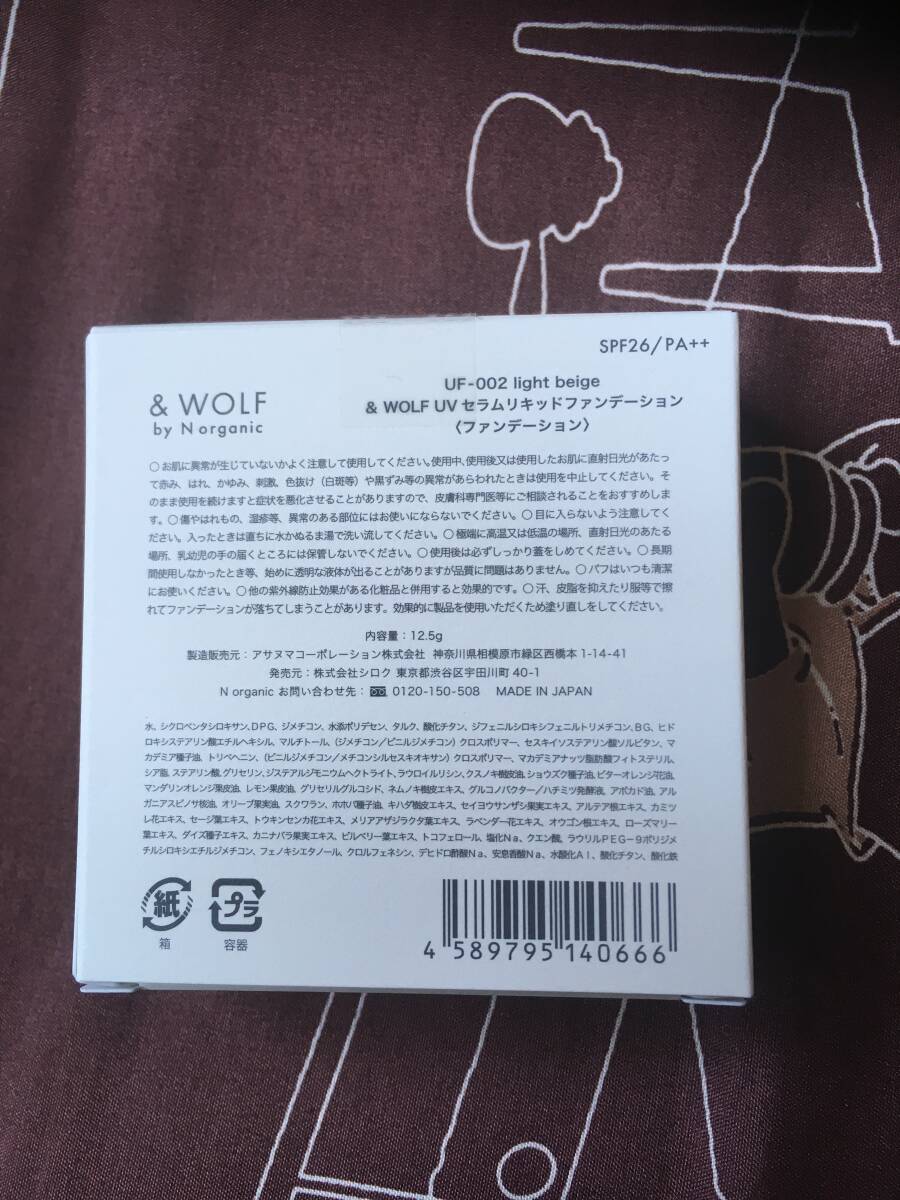 SPF26/PA++
& WOLF
by N organic
UF-002 light beige
& WOLF UV セラムリキッドファンデーション
〈ファンデーション〉
○お肌に異常が生じていないかよく注意して使用してください。使用中、使用後又は使用したお肌に直射日光があたっ
て赤み、はれ、かゆみ、刺激、色抜け（白斑等）や黒ずみ等の異常があらわれたときは使用を中止してください。そ
のまま使用を続けますと症状を悪化させることがありますので、皮膚科専門医等にご相談されることをおすすめしま
す。○傷やはれもの、湿疹等、異常のある部位にはお使いにならないでください。○目に入らないよう注意してく
ださい。入ったときは直ちに水かぬるま湯で洗い流してください。○極端に高温又は低温の場所、直射日光のあたる
場所、乳幼児の手の届くところには保管しないでください。○使用後は必ずしっかり蓋をしめてください。○長期
間使用しなかったとき等、始めに透明な液体が出ることがありますが品質に問題はありません。○パフはいつも清潔
にお使いください。○他の紫外線防止効果がある化粧品と併用すると効果的です。○汗、皮脂を抑えたり服等で擦
れてファンデーションが落ちてしまうことがあります。効果的に製品を使用いただくため塗り直しをしてください。
内容量：12.5g
製造販売元：アサヌマコーポレーション株式会社 神奈川県相模原市緑区西橋本 1-14-41
発売元：株式会社シロク 東京都渋谷区宇田川町 40-1
N organic お問い合わせ先： 0120-150-508 MADE IN JAPAN
水、シクロペンタシロキサン、DPG、ジメチコン、水添ポリデセン、タルク、酸化チタン、ジフェニルシロキシフェニルトリメチコン、BG、ヒド
ロキシステアリン酸エチルヘキシル、マルチトール、（ジメチコン／ビニルジメチコン）クロスポリマー、セスキイソステアリン酸ソルビタン、マ
カデミア種子油、トリベヘニン、（ビニルジメチコン／メチコンシルセスキオキサン）クロスポリマー、マカデミアナッツ脂肪酸フィトステリル、
シア脂、ステアリン酸、グリセリン、ジステアルジモニウムヘクトライト、ラウロイルリシン、クスノキ樹皮油、ショウズク種子油、ビターオレンジ花油、
マンダリンオレンジ果皮油、レモン果皮油、グリセリルグルコシド、ネムノキ樹皮エキス、グルコノバクター／ハチミツ発酵液、アボカド油、アル
ガニアスピノサ核油、オリーブ果実油、スクワラン、ホホバ種子油、キハダ樹皮エキス、セイヨウサンザシ果実エキス、アルテア根エキス、カミツ
レ花エキス、セージ葉エキス、トウキンセンカ花エキス、メリアアザジラクタ葉エキス、ラベンダー花エキス、オウゴン根エキス、ローズマリー
葉エキス、ダイズ種子エキス、カニナバラ果実エキス、ビルベリー葉エキス、トコフェロール、塩化Na、クエン酸、ラウリルPEG－9ポリジメ
チルシロキシエチルジメチコン、フェノキシエタノール、クロルフェネシン、デヒドロ酢酸Na、安息香酸Na、水酸化Al、酸化チタン、酸化鉄
紙
箱
プラ
容器
4 589795 140666